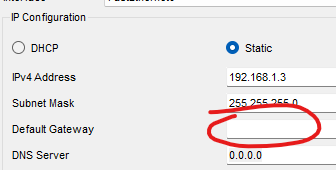 IP Configuration
DHCP
Static
IPv4 Address
192.168.1.3
Subnet Mask
255.255.255.0
Default Gateway
DNS Server
0.0.0.0